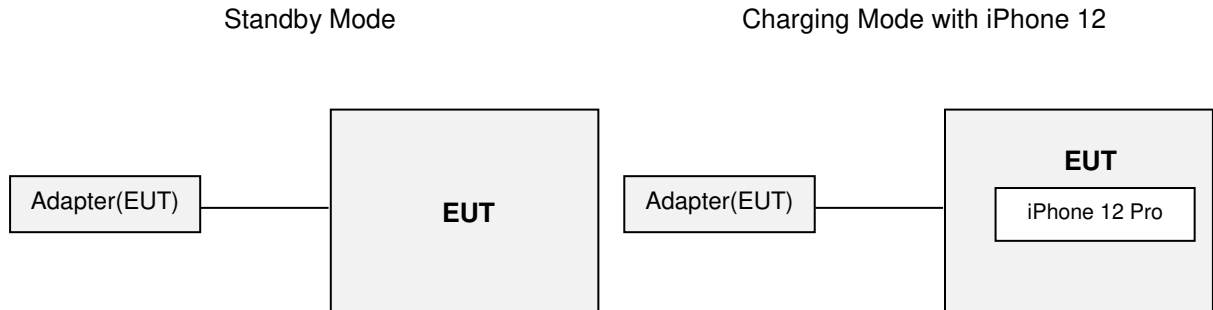 Standby Mode
Charging Mode with iPhone 12
Adapter(EUT)
EUT
Adapter(EUT)
EUT
iPhone 12 Pro